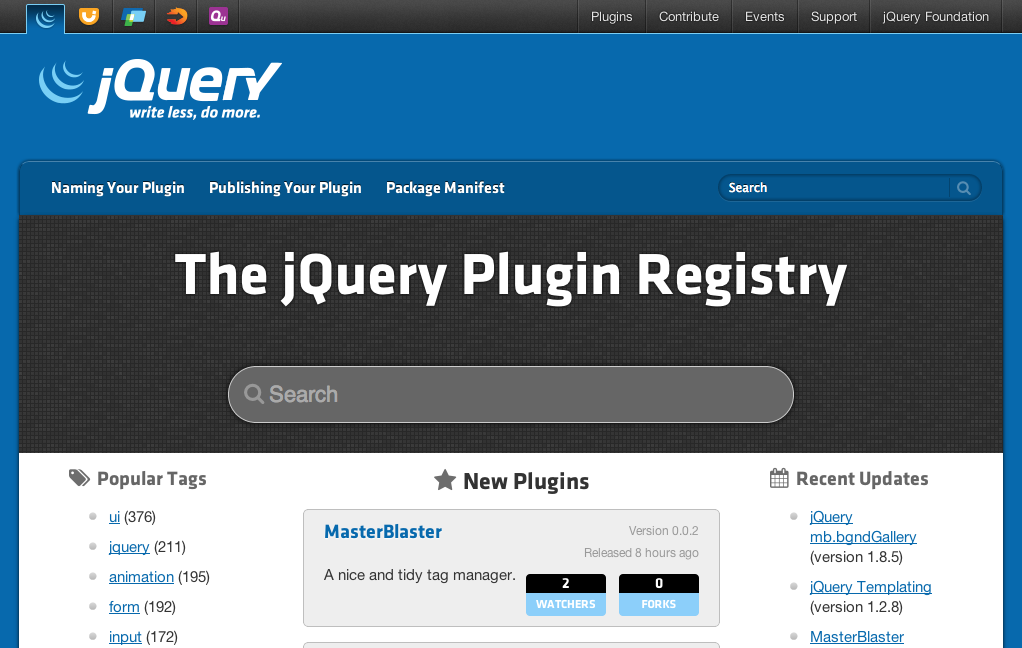 Qu
Plugins
Contribute
Events
Support
jQuery Foundation
jQuery
write less, do more.
Naming Your Plugin
Publishing Your Plugin
Package Manifest
Search
The jQuery Plugin Registry
Search
Popular Tags
ui (376)
jquery (211)
animation (195)
form (192)
input (172)
New Plugins
MasterBlaster
Version 0.0.2
Released 8 hours ago
A nice and tidy tag manager.
2
WATCHERS
0
FORKS
Recent Updates
jQuery
mb.bgndGallery
(version 1.8.5)
jQuery Templating
(version 1.2.8)
MasterBlaster